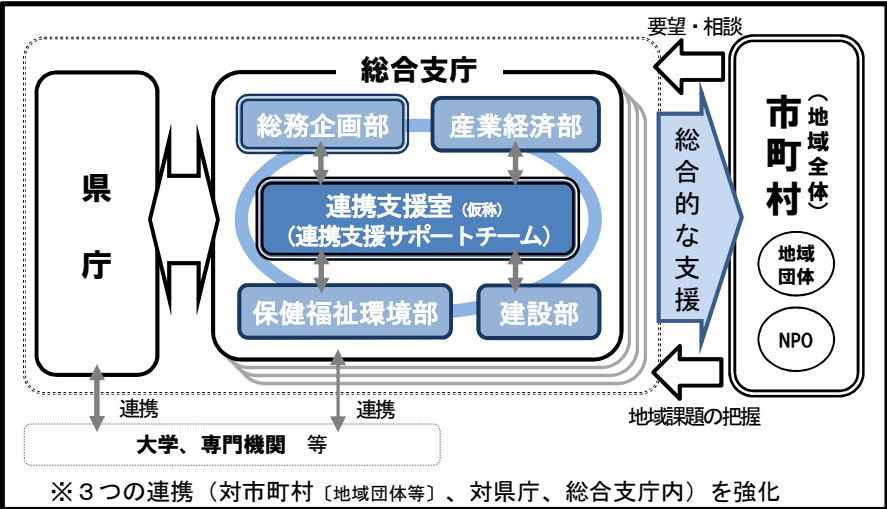 要望・相談
総合支庁
県庁
総務企画部
産業経済部
連携支援室（仮称）
（連携支援サポートチーム）
保健福祉環境部
建設部
総合的な支援
市町村
（地域全体）
地域
団体
NPO
連携
連携
地域課題の把握
大学、専門機関　等
※３つの連携（対市町村〔地域団体等〕、対県庁、総合支庁内）を強化